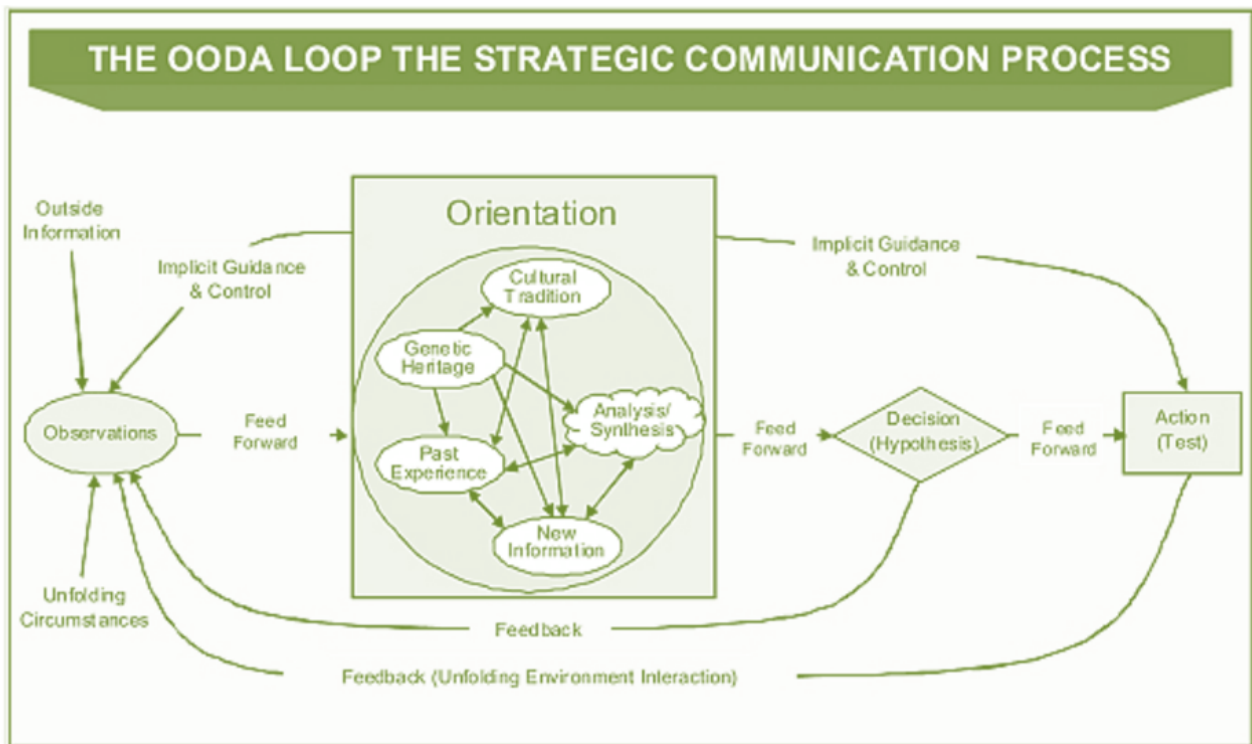 THE OODA LOOP THE STRATEGIC COMMUNICATION PROCESS
Outside
Information
Implicit Guidance
& Control
Observations
Unfolding
Circumstances
Feed
Forward
Orientation
Cultural
Tradition
Genetic
Heritage
Analysis/
Synthesis
Past
Experience
New
Information
Implicit Guidance
& Control
Feed
Forward
Decision
(Hypothesis)
Feed
Forward
Action
(Test)
Feedback
Feedback (Unfolding Environment Interaction)